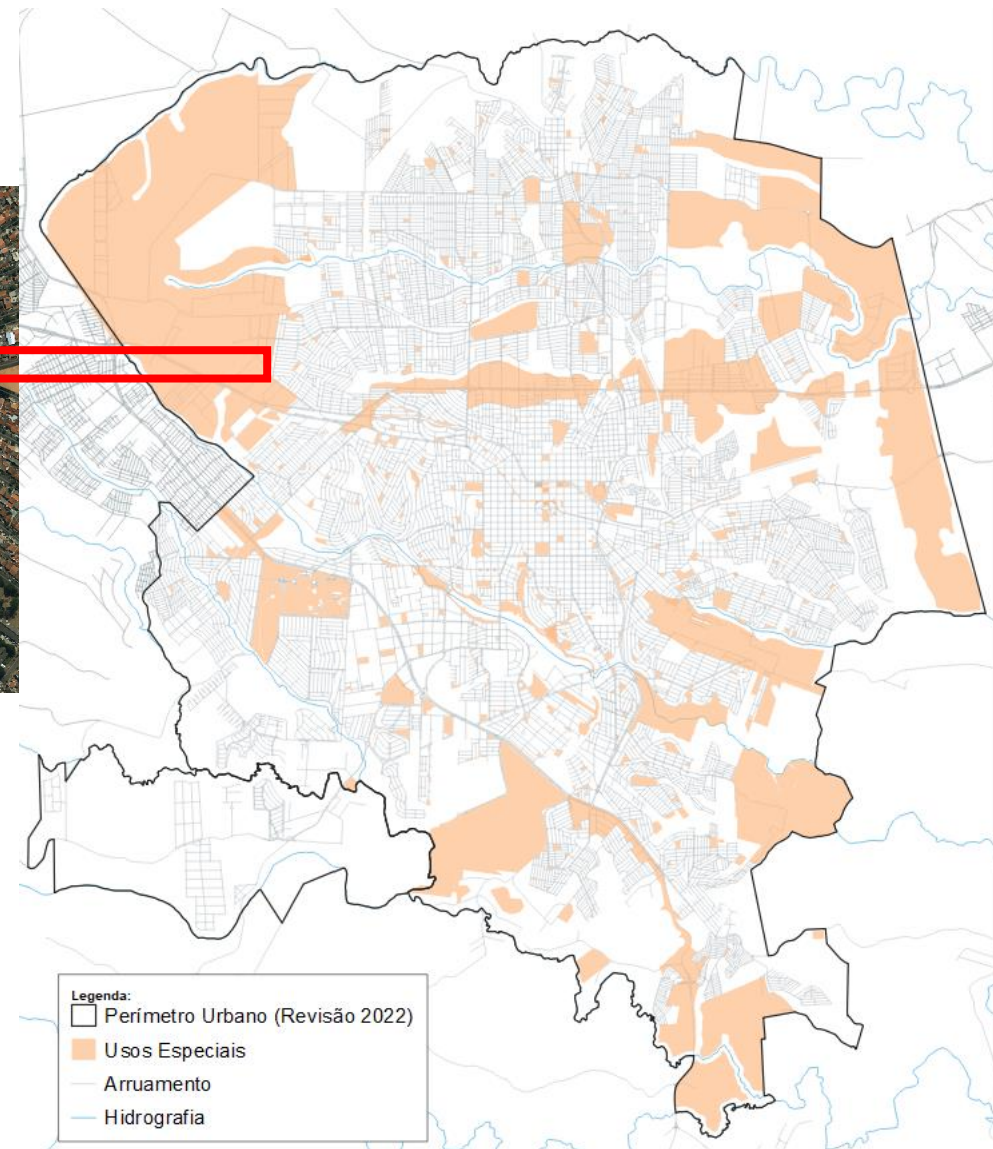 Legenda:
Perímetro Urbano (Revisão 2022)
Usos Especiais
Arruamento
Hidrografia